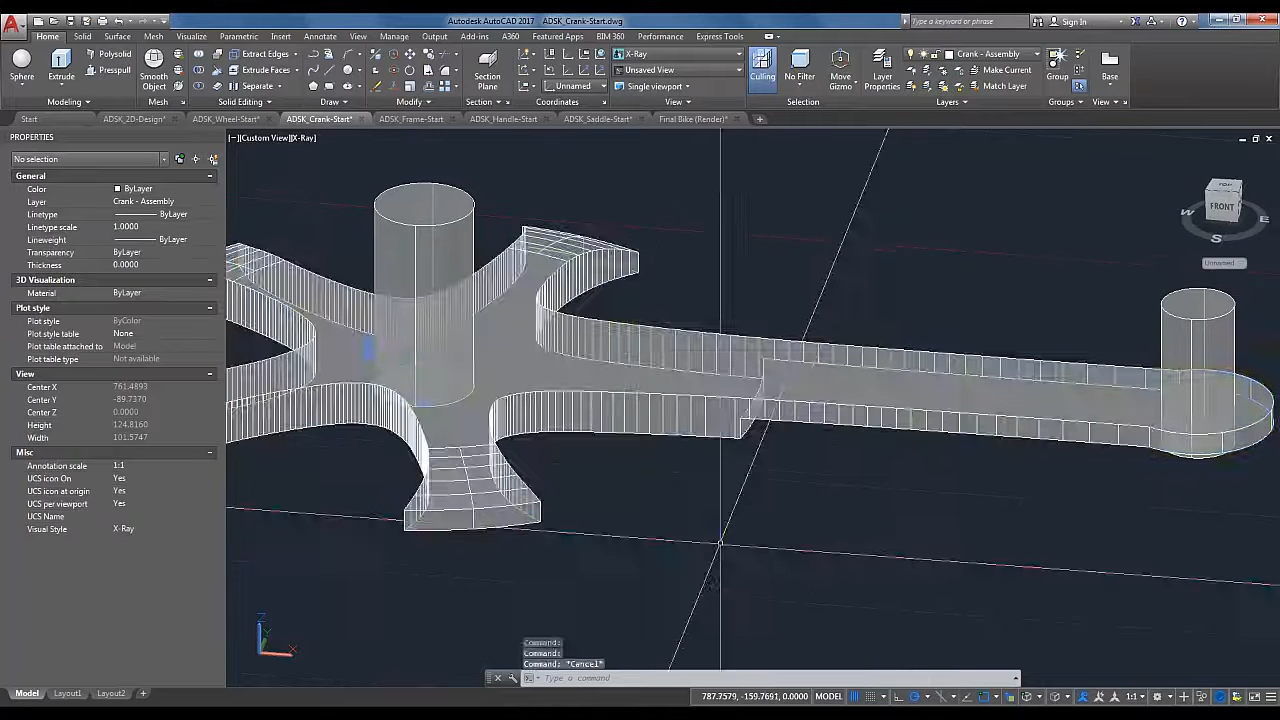 Autodesk AutoCAD 2017 ADSK_Crank-Start.dwg
Type a keyword or phrase
Sign In
Home Solid Surface Mesh Visualize Parametric Insert Annotate View Manage Output Add-ins A360 Featured Apps BIM 360 Performance Express Tools
Polysolid
Presspull
Extract Edges
Extrude Faces
Separate
X-Ray
Unsaved View
Unnamed
Single viewport
Crank - Assembly
Make Current
Match Layer
Sphere Extrude Smooth Object Section Plane Culling No Filter Move Gizmo Layer Properties Group Base
Modeling Mesh Solid Editing Draw Modify Section Coordinates View Selection Layers Groups View
Start ADSK_2D-Design* ADSK_Wheel-Start* ADSK_Crank-Start* ADSK_Frame-Start ADSK_Handle-Start ADSK_Saddle-Start* Final Bike (Render)*
PROPERTIES
[−][Custom View][X-Ray]
No selection
General
Color ByLayer
Layer Crank - Assembly
Linetype ByLayer
Linetype scale 1.0000
Lineweight ByLayer
Transparency ByLayer
Thickness 0.0000
3D Visualization
Material ByLayer
Plot style
Plot style ByColor
Plot style table None
Plot table attached to Model
Plot table type Not available
View
Center X 761.4893
Center Y -89.7370
Center Z 0.0000
Height 124.8160
Width 101.5747
Misc
Annotation scale 1:1
UCS icon On Yes
UCS icon at origin Yes
UCS per viewport Yes
UCS Name
Visual Style X-Ray
TOP
FRONT
W E
S
Unnamed
Z
Y
X
Command:
Command:
Command: *Cancel*
Type a command
Model Layout1 Layout2
787.7579, -159.7691, 0.0000 MODEL 1:1